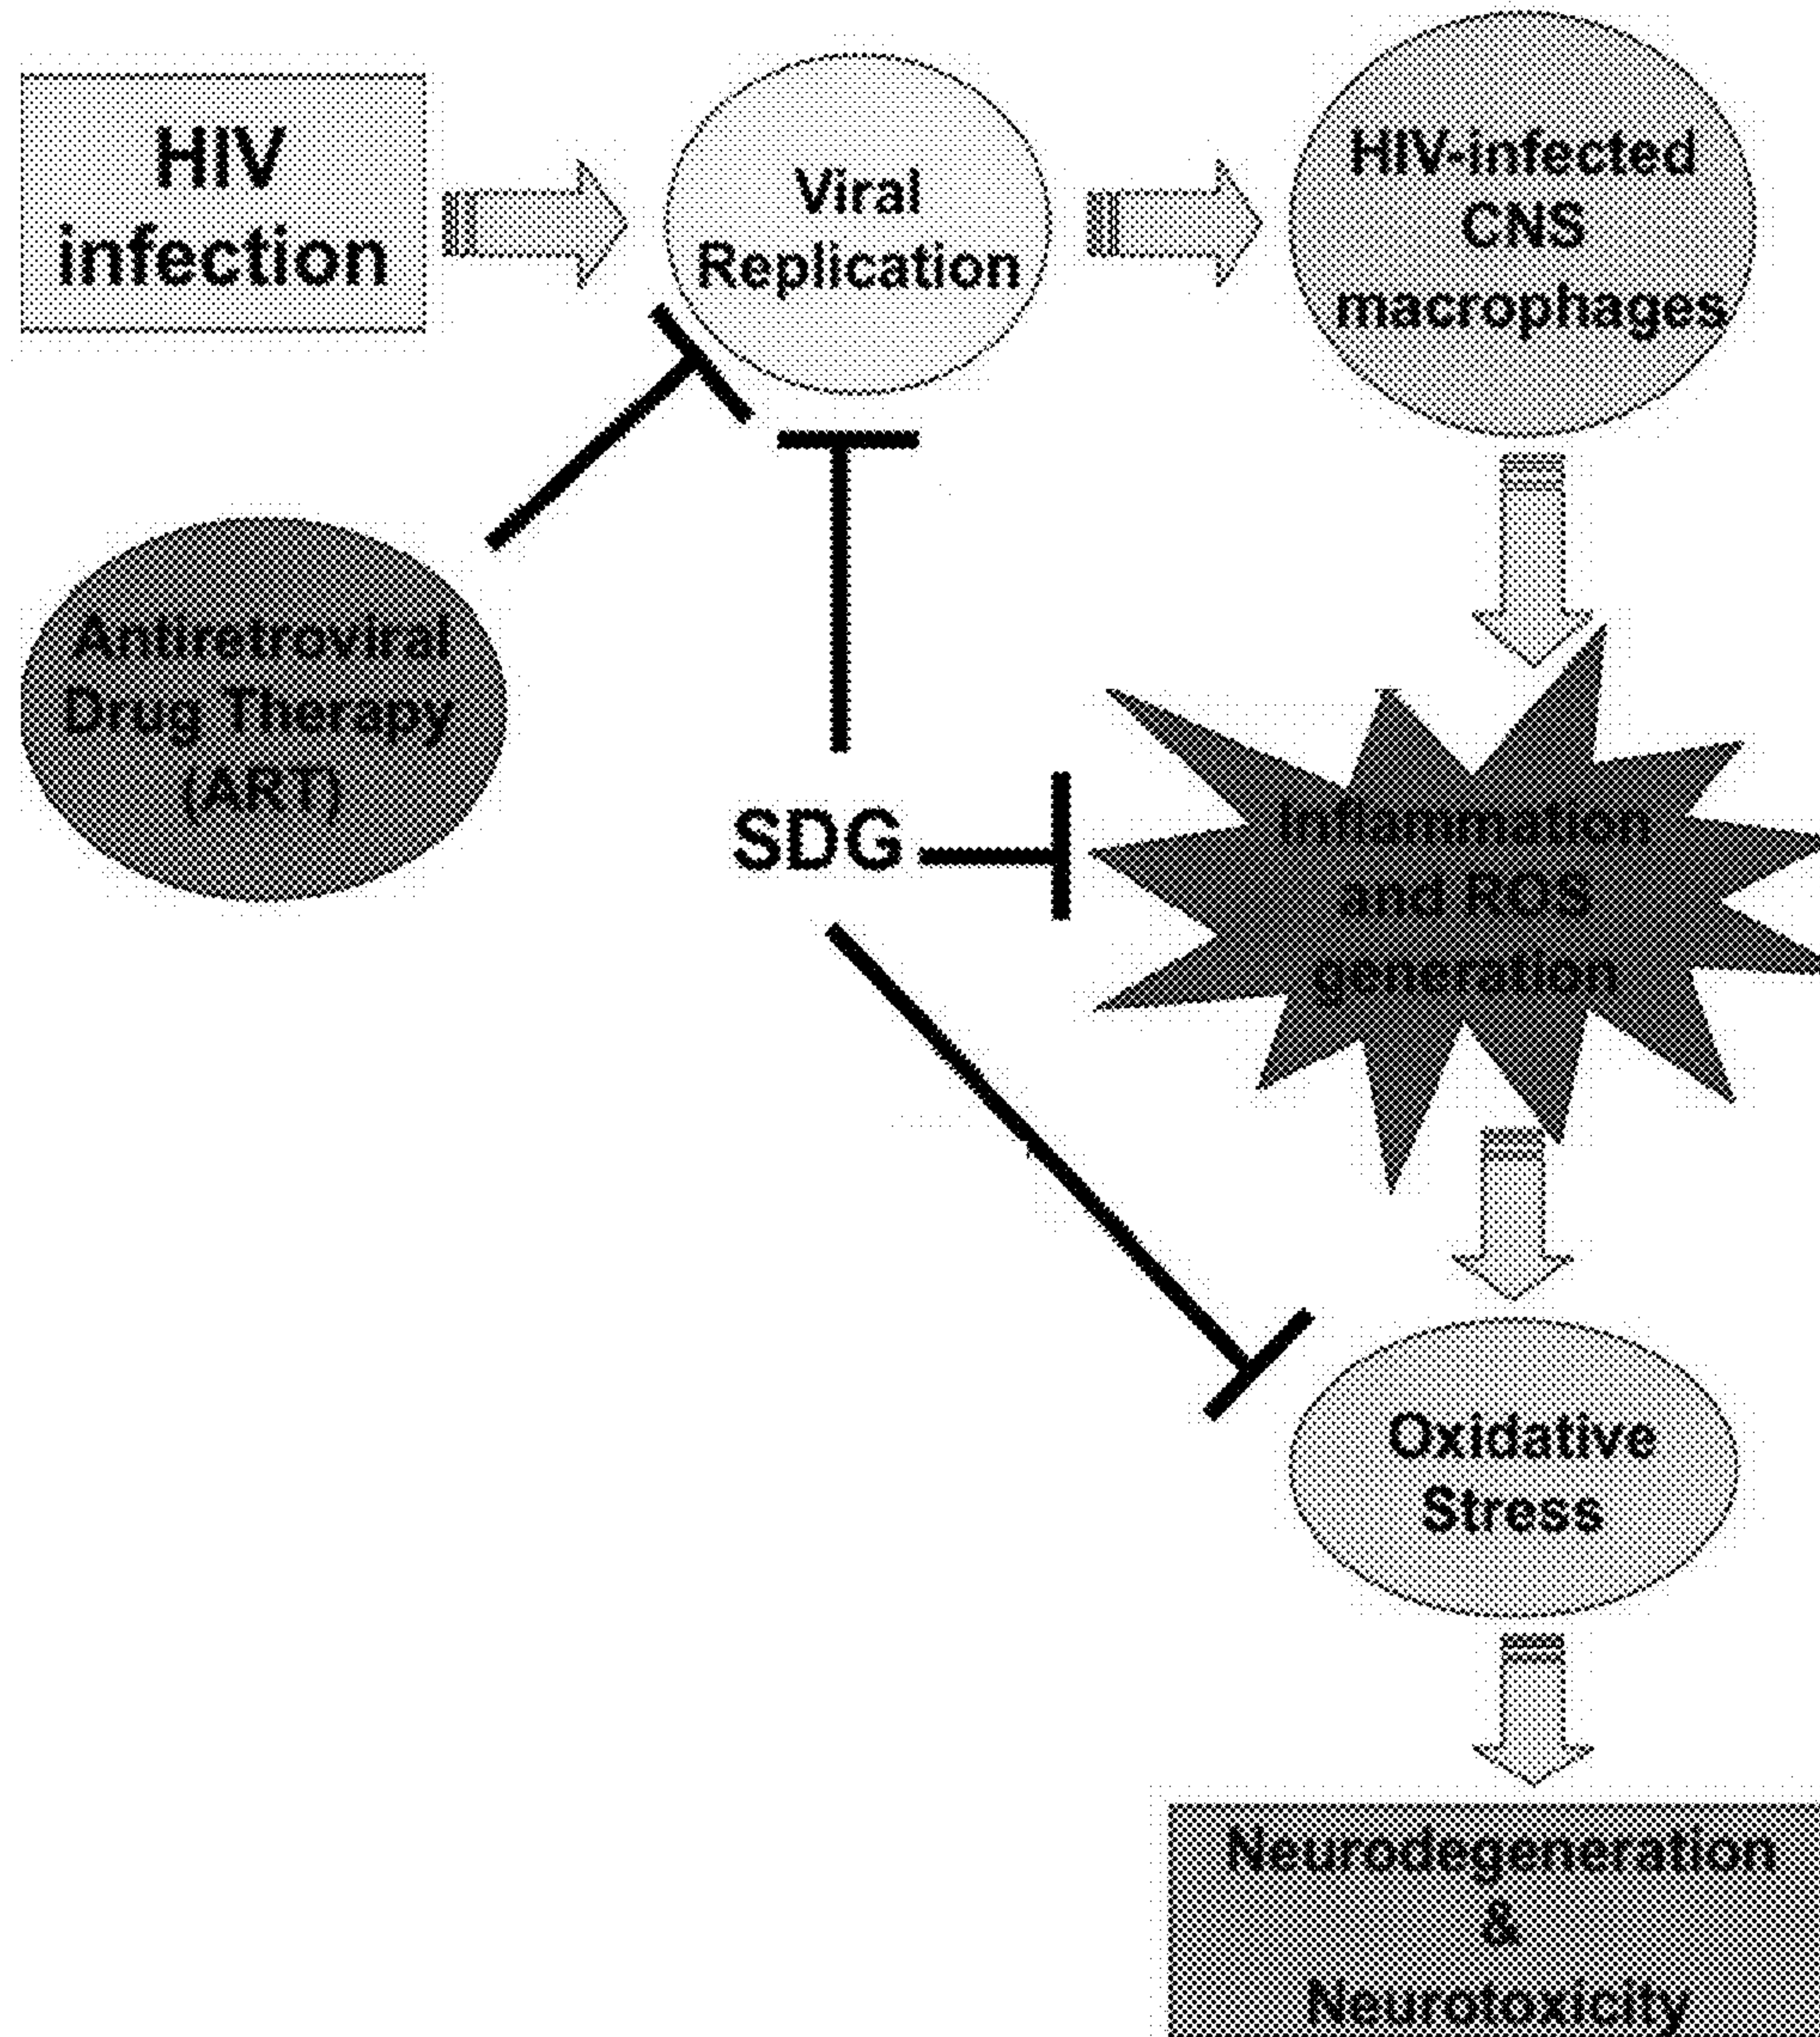 HIV
infection
Viral
Replication
HIV-infected
CNS
macrophages
Antiretroviral
Drug Therapy
(ART)
SDG
Inflammation
and ROS
generation
Oxidative
Stress
Neurodegeneration
&
Neurotoxicity